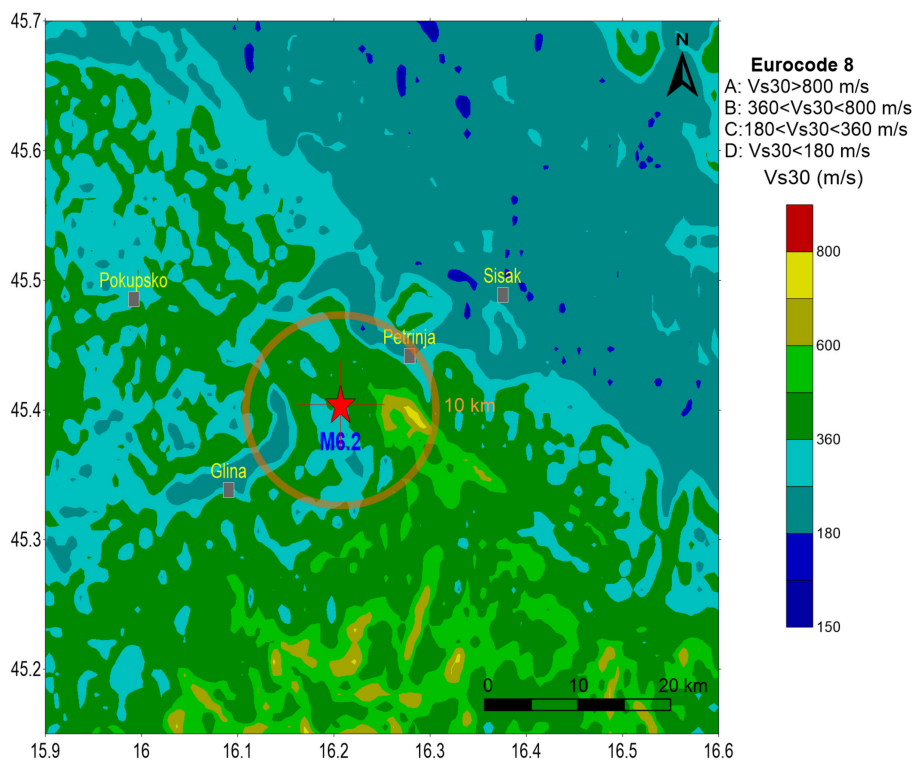 45.7
45.6
45.5
45.4
45.3
45.2
15.9 16 16.1 16.2 16.3 16.4 16.5 16.6
N
Pokupsko
Sisak
Petrinja
10 km
M6.2
Glina
0 10 20 km
Eurocode 8
A: Vs30>800 m/s
B: 360<Vs30<800 m/s
C:180<Vs30<360 m/s
D: Vs30<180 m/s
Vs30 (m/s)
800
600
360
180
150